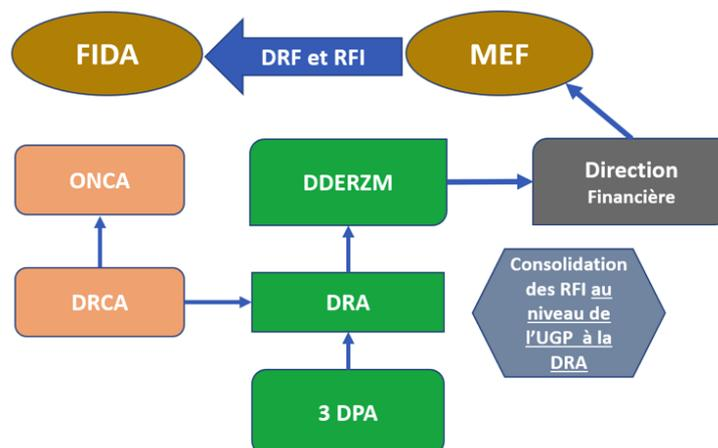 FIDA
DRF et RFI
MEF
ONCA
DDERZM
Direction
Financière
DRCA
DRA
Consolidation
des RFI au
niveau de
l'UGP à la
DRA
3 DPA